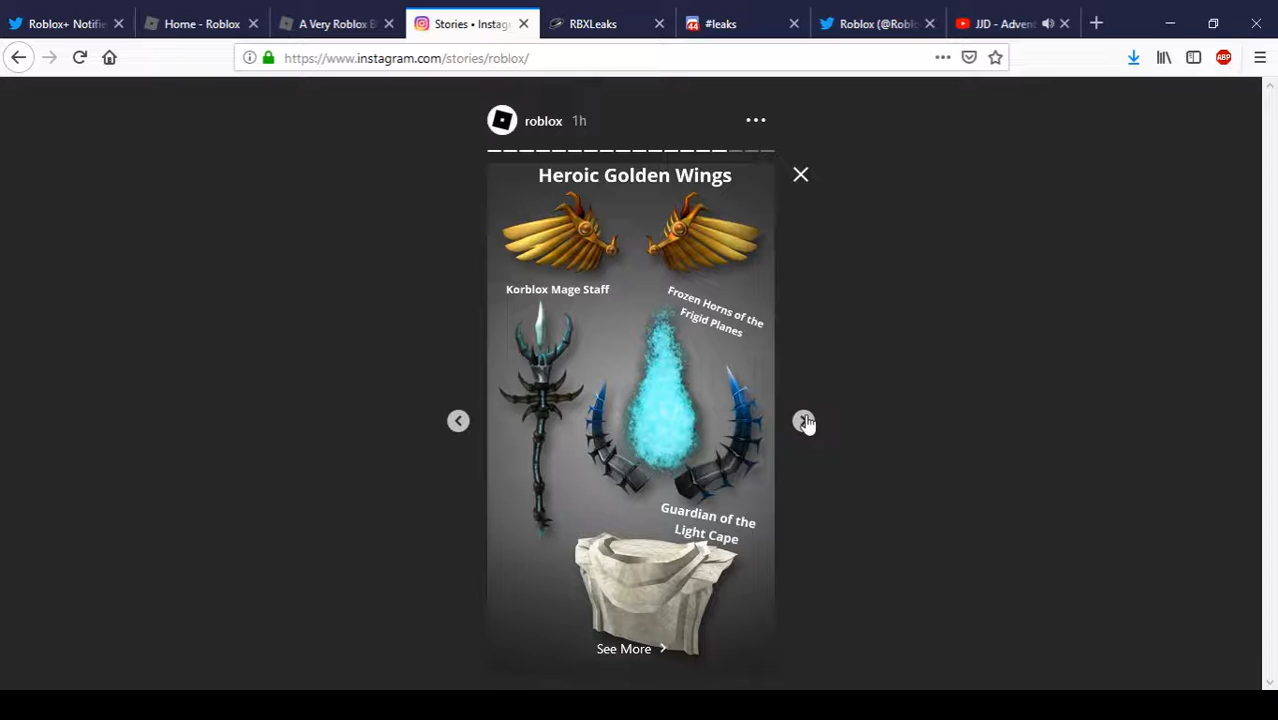 Roblox+ Notifi
Home - Roblox
A Very Roblox B
Stories • Instag
RBXLeaks
#leaks
Roblox (@Robl
JJD - Adven
https://www.instagram.com/stories/roblox/
ABP
roblox 1h
Heroic Golden Wings
Korblox Mage Staff
Frozen Horns of the
Frigid Planes
Guardian of the
Light Cape
See More